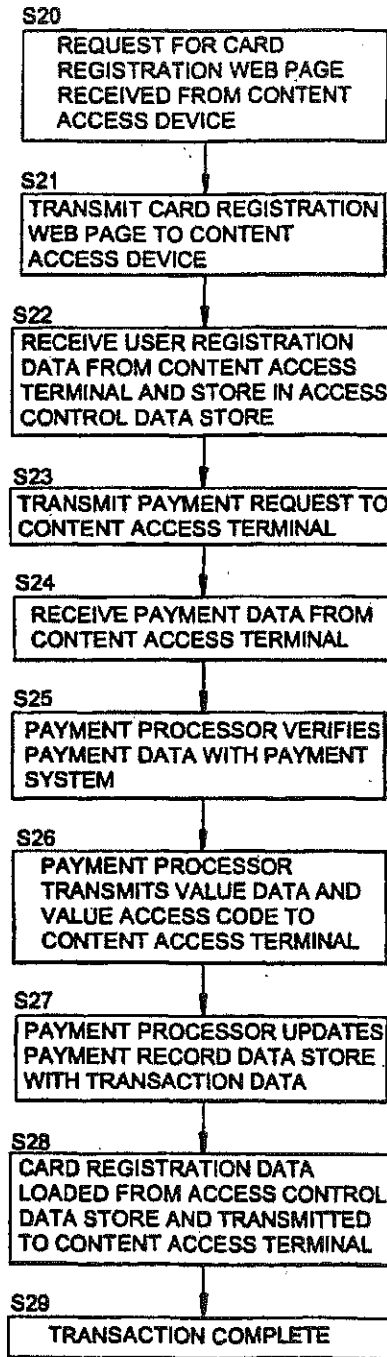 S20
REQUEST FOR CARD
REGISTRATION WEB PAGE
RECEIVED FROM CONTENT
ACCESS DEVICE
S21
TRANSMIT CARD REGISTRATION
WEB PAGE TO CONTENT
ACCESS DEVICE
S22
RECEIVE USER REGISTRATION
DATA FROM CONTENT ACCESS
TERMINAL AND STORE IN ACCESS
CONTROL DATA STORE
S23
TRANSMIT PAYMENT REQUEST TO
CONTENT ACCESS TERMINAL
S24
RECEIVE PAYMENT DATA FROM
CONTENT ACCESS TERMINAL
S25
PAYMENT PROCESSOR VERIFIES
PAYMENT DATA WITH PAYMENT
SYSTEM
S26
PAYMENT PROCESSOR
TRANSMITS VALUE DATA AND
VALUE ACCESS CODE TO
CONTENT ACCESS TERMINAL
S27
PAYMENT PROCESSOR UPDATES
PAYMENT RECORD DATA STORE
WITH TRANSACTION DATA
S28
CARD REGISTRATION DATA
LOADED FROM ACCESS CONTROL
DATA STORE AND TRANSMITTED
TO CONTENT ACCESS TERMINAL
S29
TRANSACTION COMPLETE